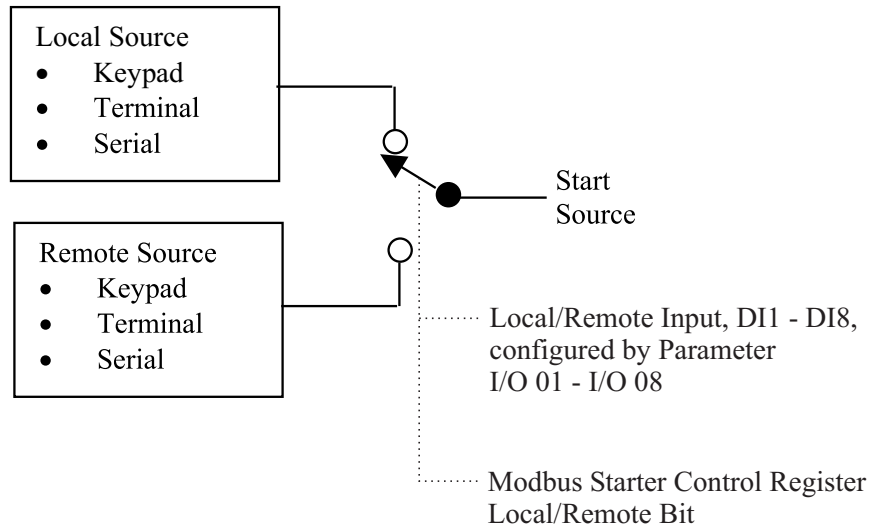 Local Source
• Keypad
• Terminal
• Serial
Start
Source
Remote Source
• Keypad
• Terminal
• Serial
Local/Remote Input, DI1 - DI8,
configured by Parameter
I/O 01 - I/O 08
Modbus Starter Control Register
Local/Remote Bit